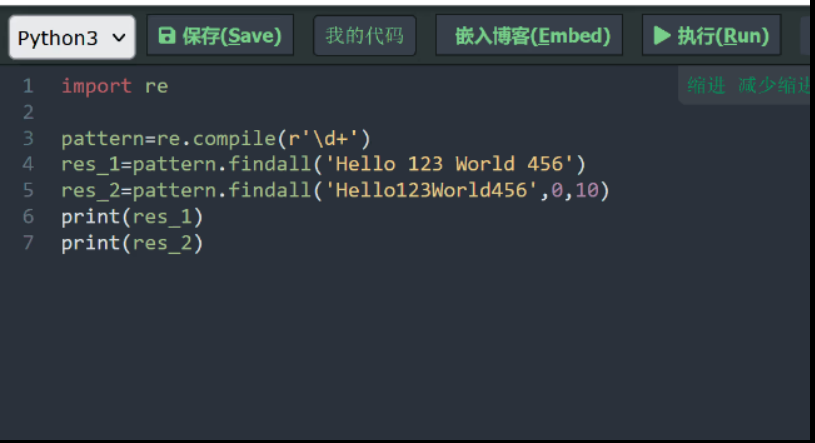 Python3 保存(Save) 我的代码 嵌入博客(Embed) 执行(Run)
缩进 减少缩进
1 import re
2
3 pattern=re.compile(r'\d+')
4 res_1=pattern.findall('Hello 123 World 456')
5 res_2=pattern.findall('Hello123World456',0,10)
6 print(res_1)
7 print(res_2)